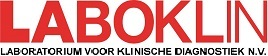 LABOKLIN
LABORATORIUM VOOR KLINISCHE DIAGNOSTIEK N.V.